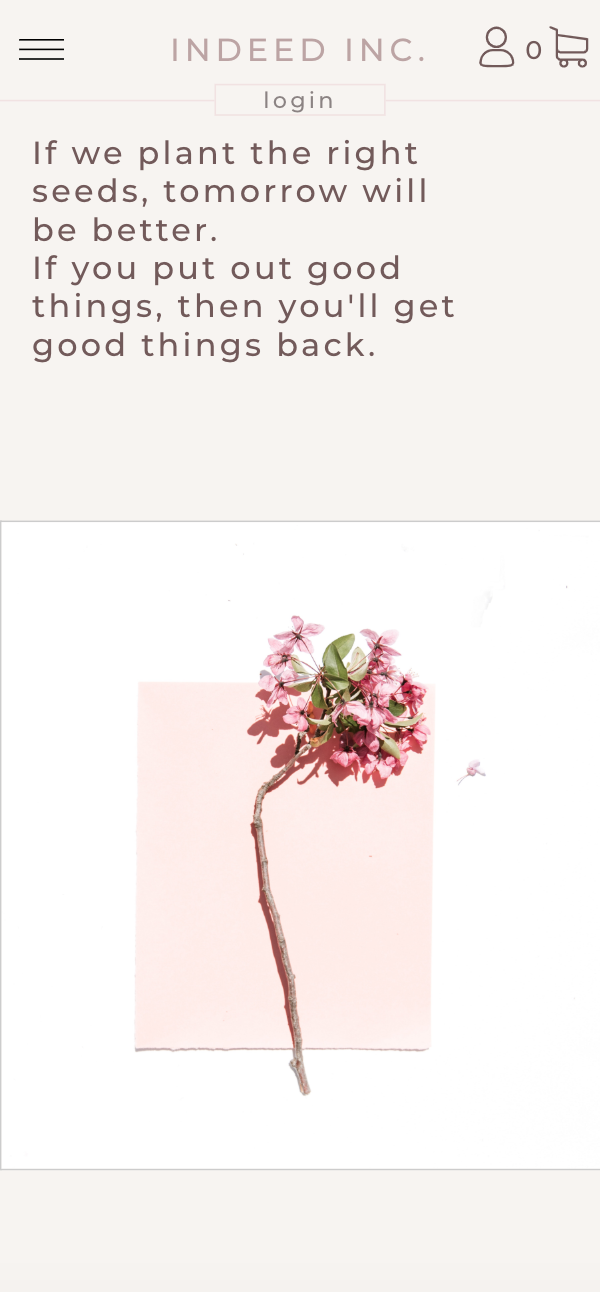 INDEED INC.
0
login
If we plant the right
seeds, tomorrow will
be better.
If you put out good
things, then you'll get
good things back.